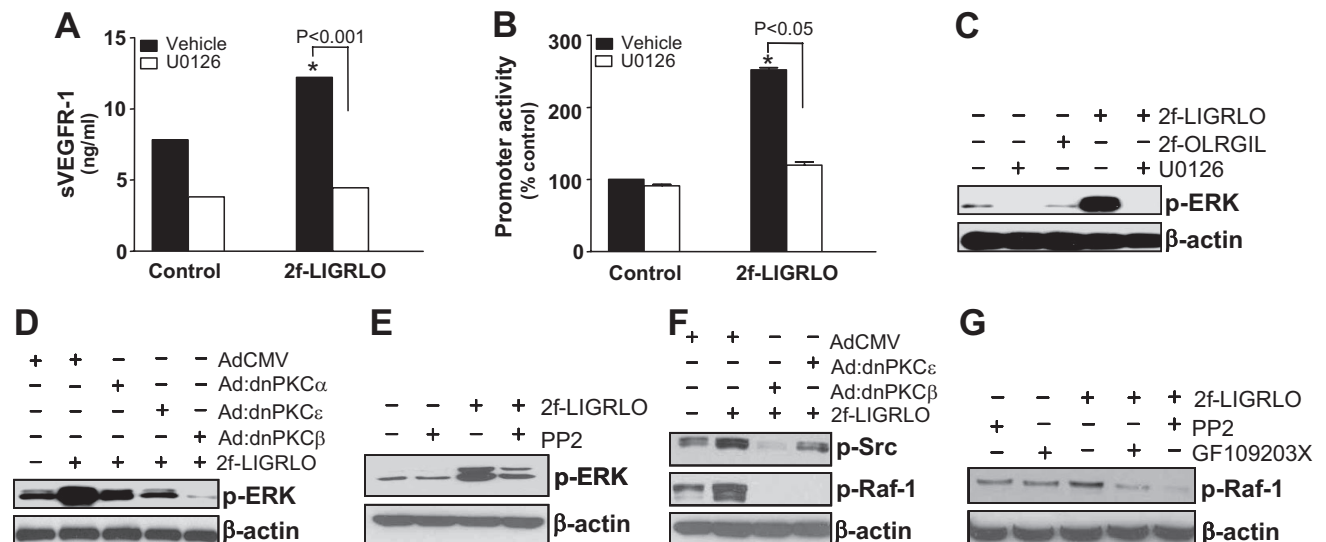 A
sVEGFR-1
(ng/ml)
15
10
5
0
Vehicle
U0126
P<0.001
*
Control
2f-LIGRLO
B
Promoter activity
(% control)
300
200
100
0
Vehicle
U0126
P<0.05
*
Control
2f-LIGRLO
C
− − − + + 2f-LIGRLO
− − + − − 2f-OLRGIL
− + − − + U0126
p-ERK
β-actin
D
+ + − − − AdCMV
− − + − − Ad:dnPKCα
− − − + − Ad:dnPKCε
− − − − + Ad:dnPKCβ
− + + + + 2f-LIGRLO
p-ERK
β-actin
E
− − + + 2f-LIGRLO
− + − + PP2
p-ERK
β-actin
F
+ + − − AdCMV
− − − + Ad:dnPKCε
− − + − Ad:dnPKCβ
− + + + 2f-LIGRLO
p-Src
p-Raf-1
β-actin
G
− − + + + 2f-LIGRLO
+ − − − + PP2
− + − + − GF109203X
p-Raf-1
β-actin